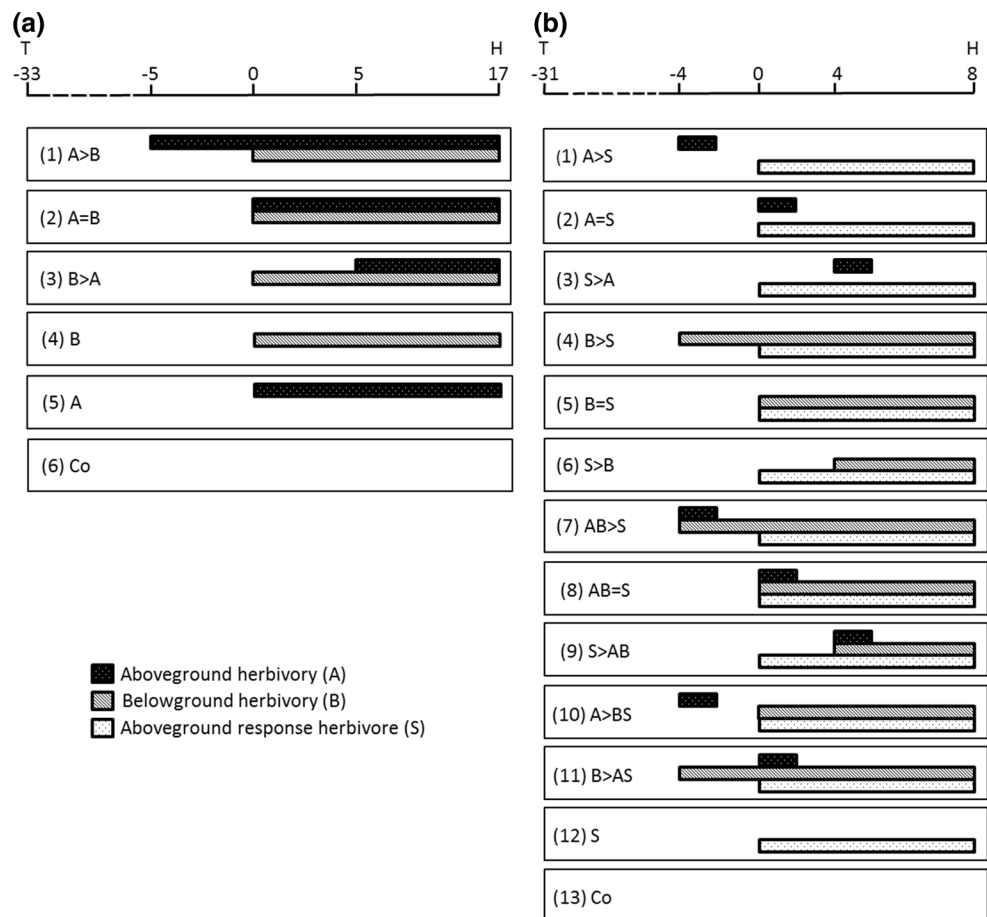 (a)
T H
-33 -5 0 5 17
(1) A>B
(2) A=B
(3) B>A
(4) B
(5) A
(6) Co
Aboveground herbivory (A)
Belowground herbivory (B)
Aboveground response herbivore (S)
(b)
T H
-31 -4 0 4 8
(1) A>S
(2) A=S
(3) S>A
(4) B>S
(5) B=S
(6) S>B
(7) AB>S
(8) AB=S
(9) S>AB
(10) A>BS
(11) B>AS
(12) S
(13) Co